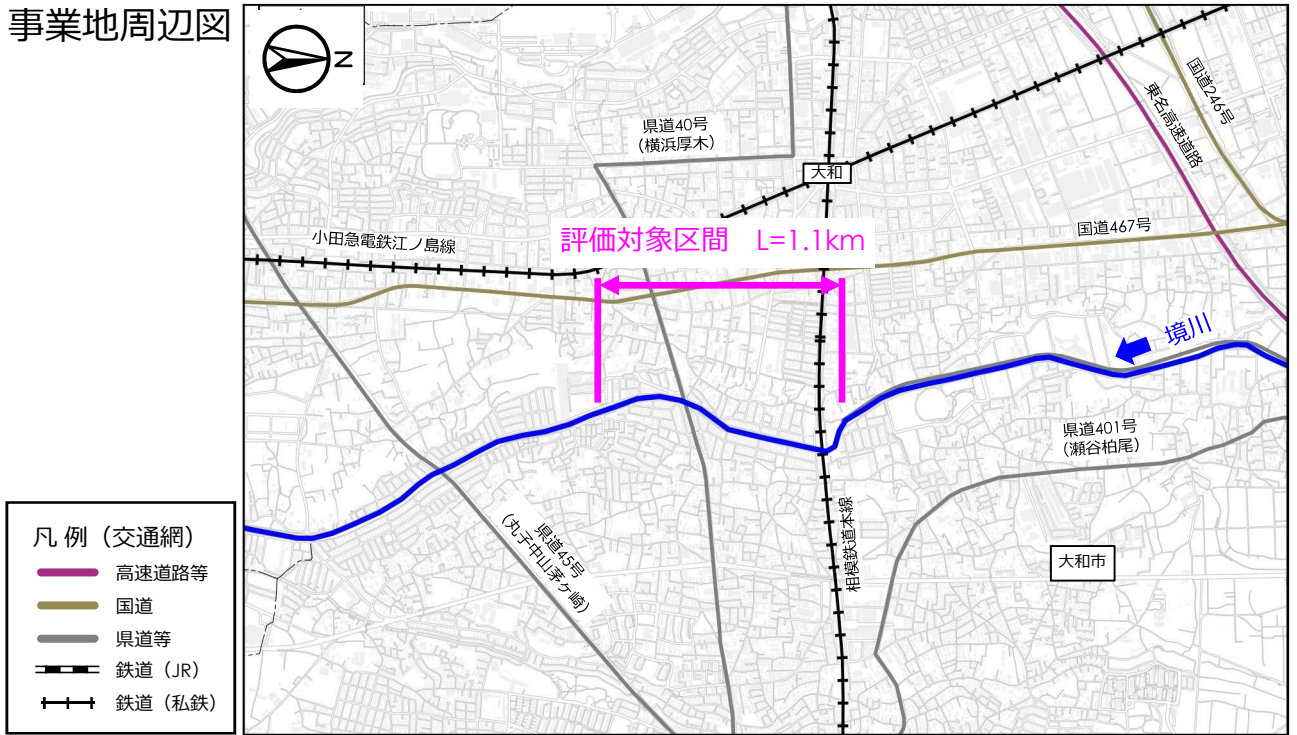 事業地周辺図
N
県道40号
（横浜厚木）
国道246号
東名高速道路
大和
国道467号
小田急電鉄江ノ島線
評価対象区間　L=1.1km
境川
県道401号
（瀬谷柏尾）
県道45号
（丸子中山茅ヶ崎）
相模鉄道本線
大和市
凡 例（交通網）
高速道路等
国道
県道等
鉄道（JR）
鉄道（私鉄）